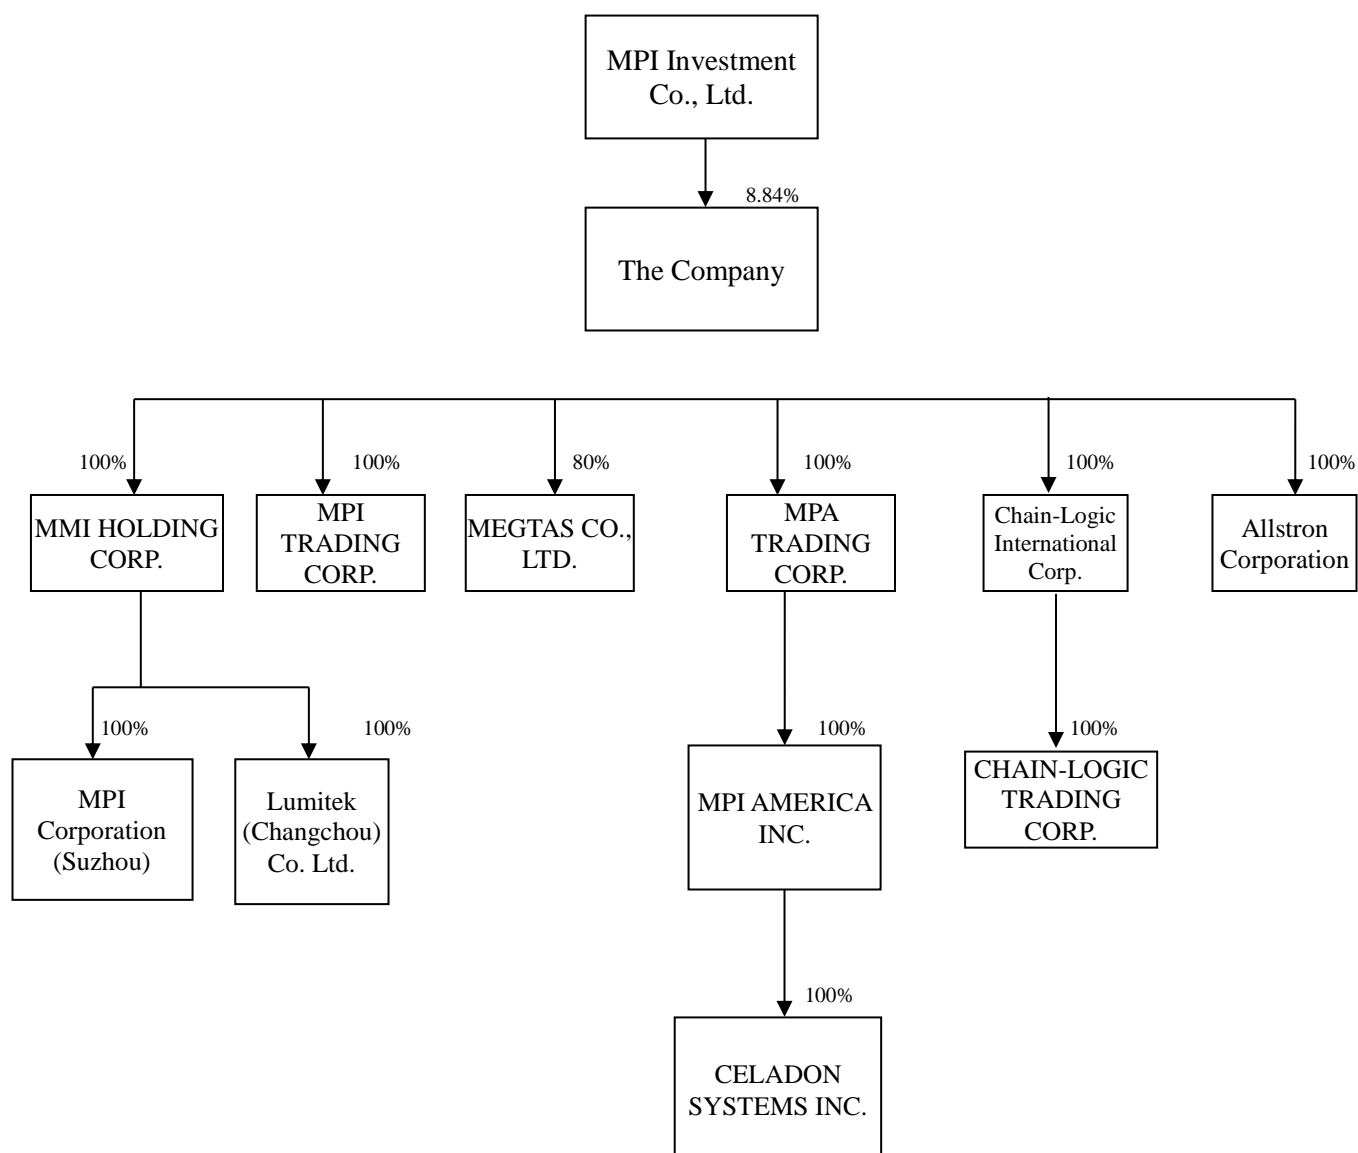 MPI Investment
Co., Ltd.
8.84%
The Company
100%
100%
80%
100%
100%
100%
MMI HOLDING
CORP.
MPI
TRADING
CORP.
MEGTAS CO.,
LTD.
MPA
TRADING
CORP.
Chain-Logic
International
Corp.
Allstron
Corporation
100%
100%
100%
100%
MPI
Corporation
(Suzhou)
Lumitek
(Changchou)
Co. Ltd.
MPI AMERICA
INC.
CHAIN-LOGIC
TRADING
CORP.
100%
CELADON
SYSTEMS INC.